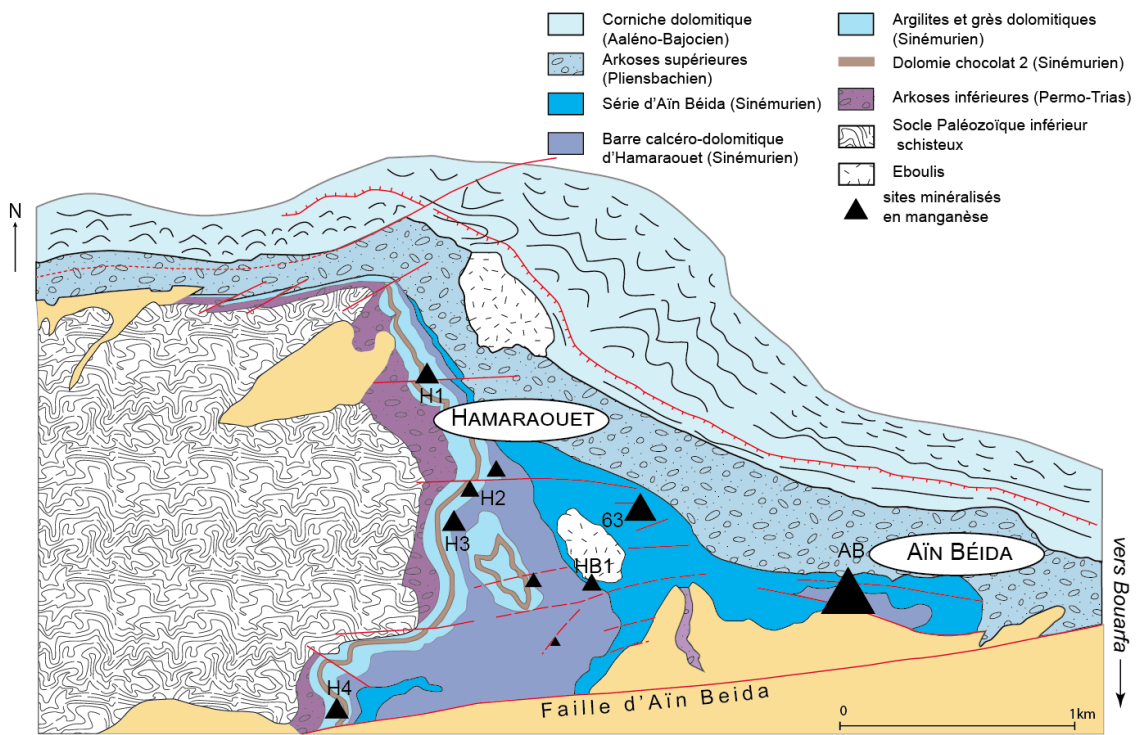 Corniche dolomitique
(Aaléno-Bajocien)
Arkoses supérieures
(Pliensbachien)
Série d'Aïn Béida (Sinémurien)
Barre calcéro-dolomitique
d'Hamaraouet (Sinémurien)
Argilites et grès dolomitiques
(Sinémurien)
Dolomie chocolat 2 (Sinémurien)
Arkoses inférieures (Permo-Trias)
Socle Paléozoïque inférieur
schisteux
Eboulis
sites minéralisés
en manganèse
N
H1
HAMARAOUET
H2
63
H3
AB
AÏN BÉIDA
HB1
H4
Faille d'Aïn Beida
vers Bouarfa
0
1km